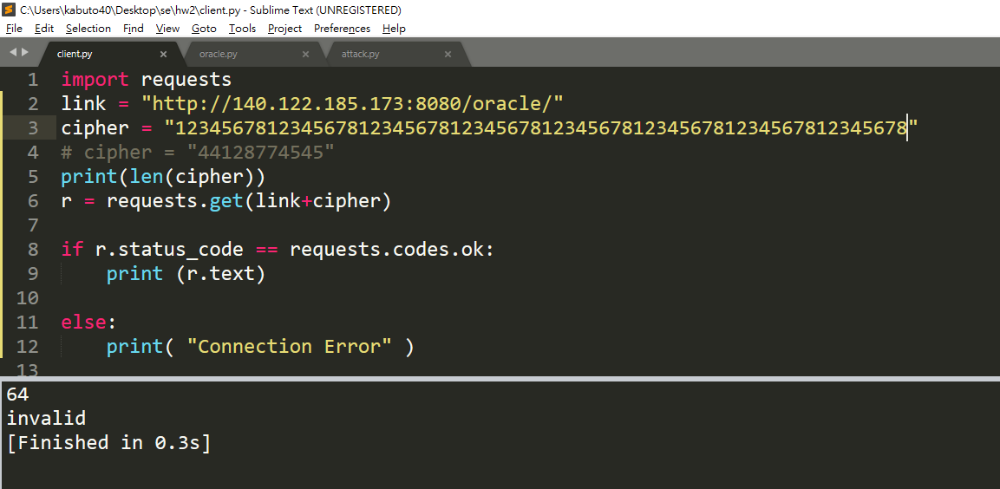 C:\Users\kabuto40\Desktop\se\hw2\client.py - Sublime Text (UNREGISTERED)
File Edit Selection Find View Goto Tools Project Preferences Help
client.py × oracle.py × attack.py ×
1 import requests
2 link = "http://140.122.185.173:8080/oracle/"
3 cipher = "1234567812345678123456781234567812345678123456781234567812345678"
4 # cipher = "44128774545"
5 print(len(cipher))
6 r = requests.get(link+cipher)
7
8 if r.status_code == requests.codes.ok:
9     print (r.text)
10
11 else:
12     print( "Connection Error" )
13
64
invalid
[Finished in 0.3s]